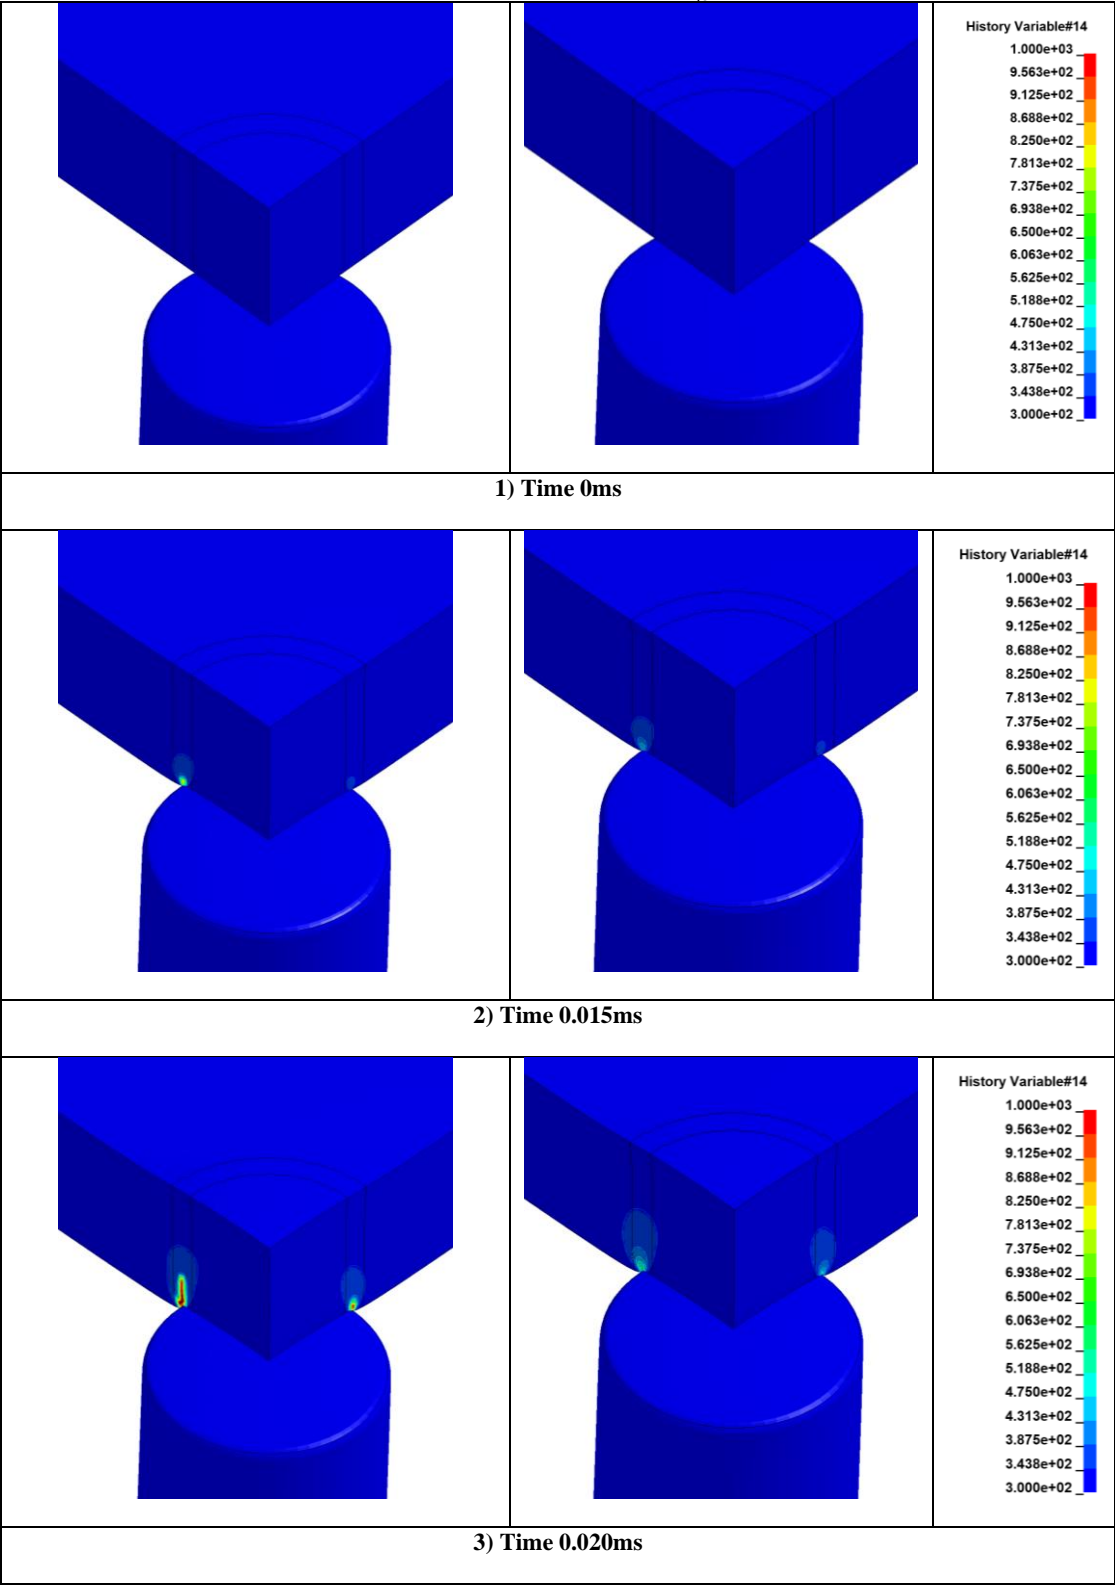 History Variable#14
1.000e+03
9.563e+02
9.125e+02
8.688e+02
8.250e+02
7.813e+02
7.375e+02
6.938e+02
6.500e+02
6.063e+02
5.625e+02
5.188e+02
4.750e+02
4.313e+02
3.875e+02
3.438e+02
3.000e+02
1) Time 0ms
History Variable#14
1.000e+03
9.563e+02
9.125e+02
8.688e+02
8.250e+02
7.813e+02
7.375e+02
6.938e+02
6.500e+02
6.063e+02
5.625e+02
5.188e+02
4.750e+02
4.313e+02
3.875e+02
3.438e+02
3.000e+02
2) Time 0.015ms
History Variable#14
1.000e+03
9.563e+02
9.125e+02
8.688e+02
8.250e+02
7.813e+02
7.375e+02
6.938e+02
6.500e+02
6.063e+02
5.625e+02
5.188e+02
4.750e+02
4.313e+02
3.875e+02
3.438e+02
3.000e+02
3) Time 0.020ms